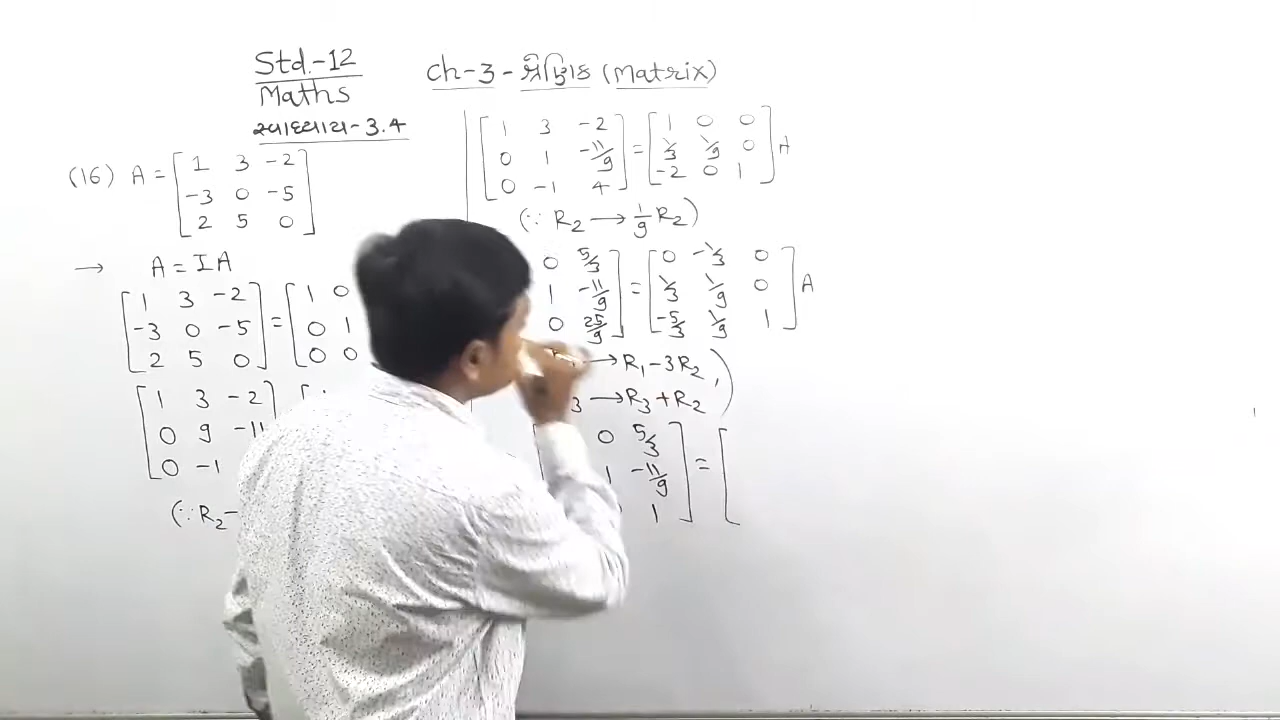 Std.-12
Maths
સ્વાધ્યાય-3.4
Ch-3-શ્રેણિક (Matrix)
(16) A = [ 1 3 -2
-3 0 -5
2 5 0 ]
→ A = IA
[ 1 3 -2
-3 0 -5
2 5 0 ] = [ 1 0
0 1
0 0
[ 1 3 -2
0 9 -11
0 -1
(∵ R₂-
[ 1 3 -2
0 1 -11/9
0 -1 4 ] = [ 1 0 0
1/3 1/9 0
-2 0 1 ] A
(∵ R₂ → 1/9 R₂)
0 5/3
1 -11/9
0 25/9 ] = [ 0 -1/3 0
1/3 1/9 0
-5/3 1/9 1 ] A
→ R₁-3R₂ ,
3 → R₃+R₂ )
0 5/3
1 -11/9
1 ] = [